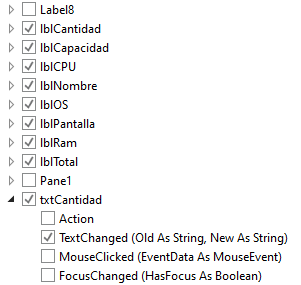 Label8
lblCantidad
lblCapacidad
lblCPU
lblNombre
lblOS
lblPantalla
lblRam
lblTotal
Pane1
txtCantidad
Action
TextChanged (Old As String, New As String)
MouseClicked (EventData As MouseEvent)
FocusChanged (HasFocus As Boolean)